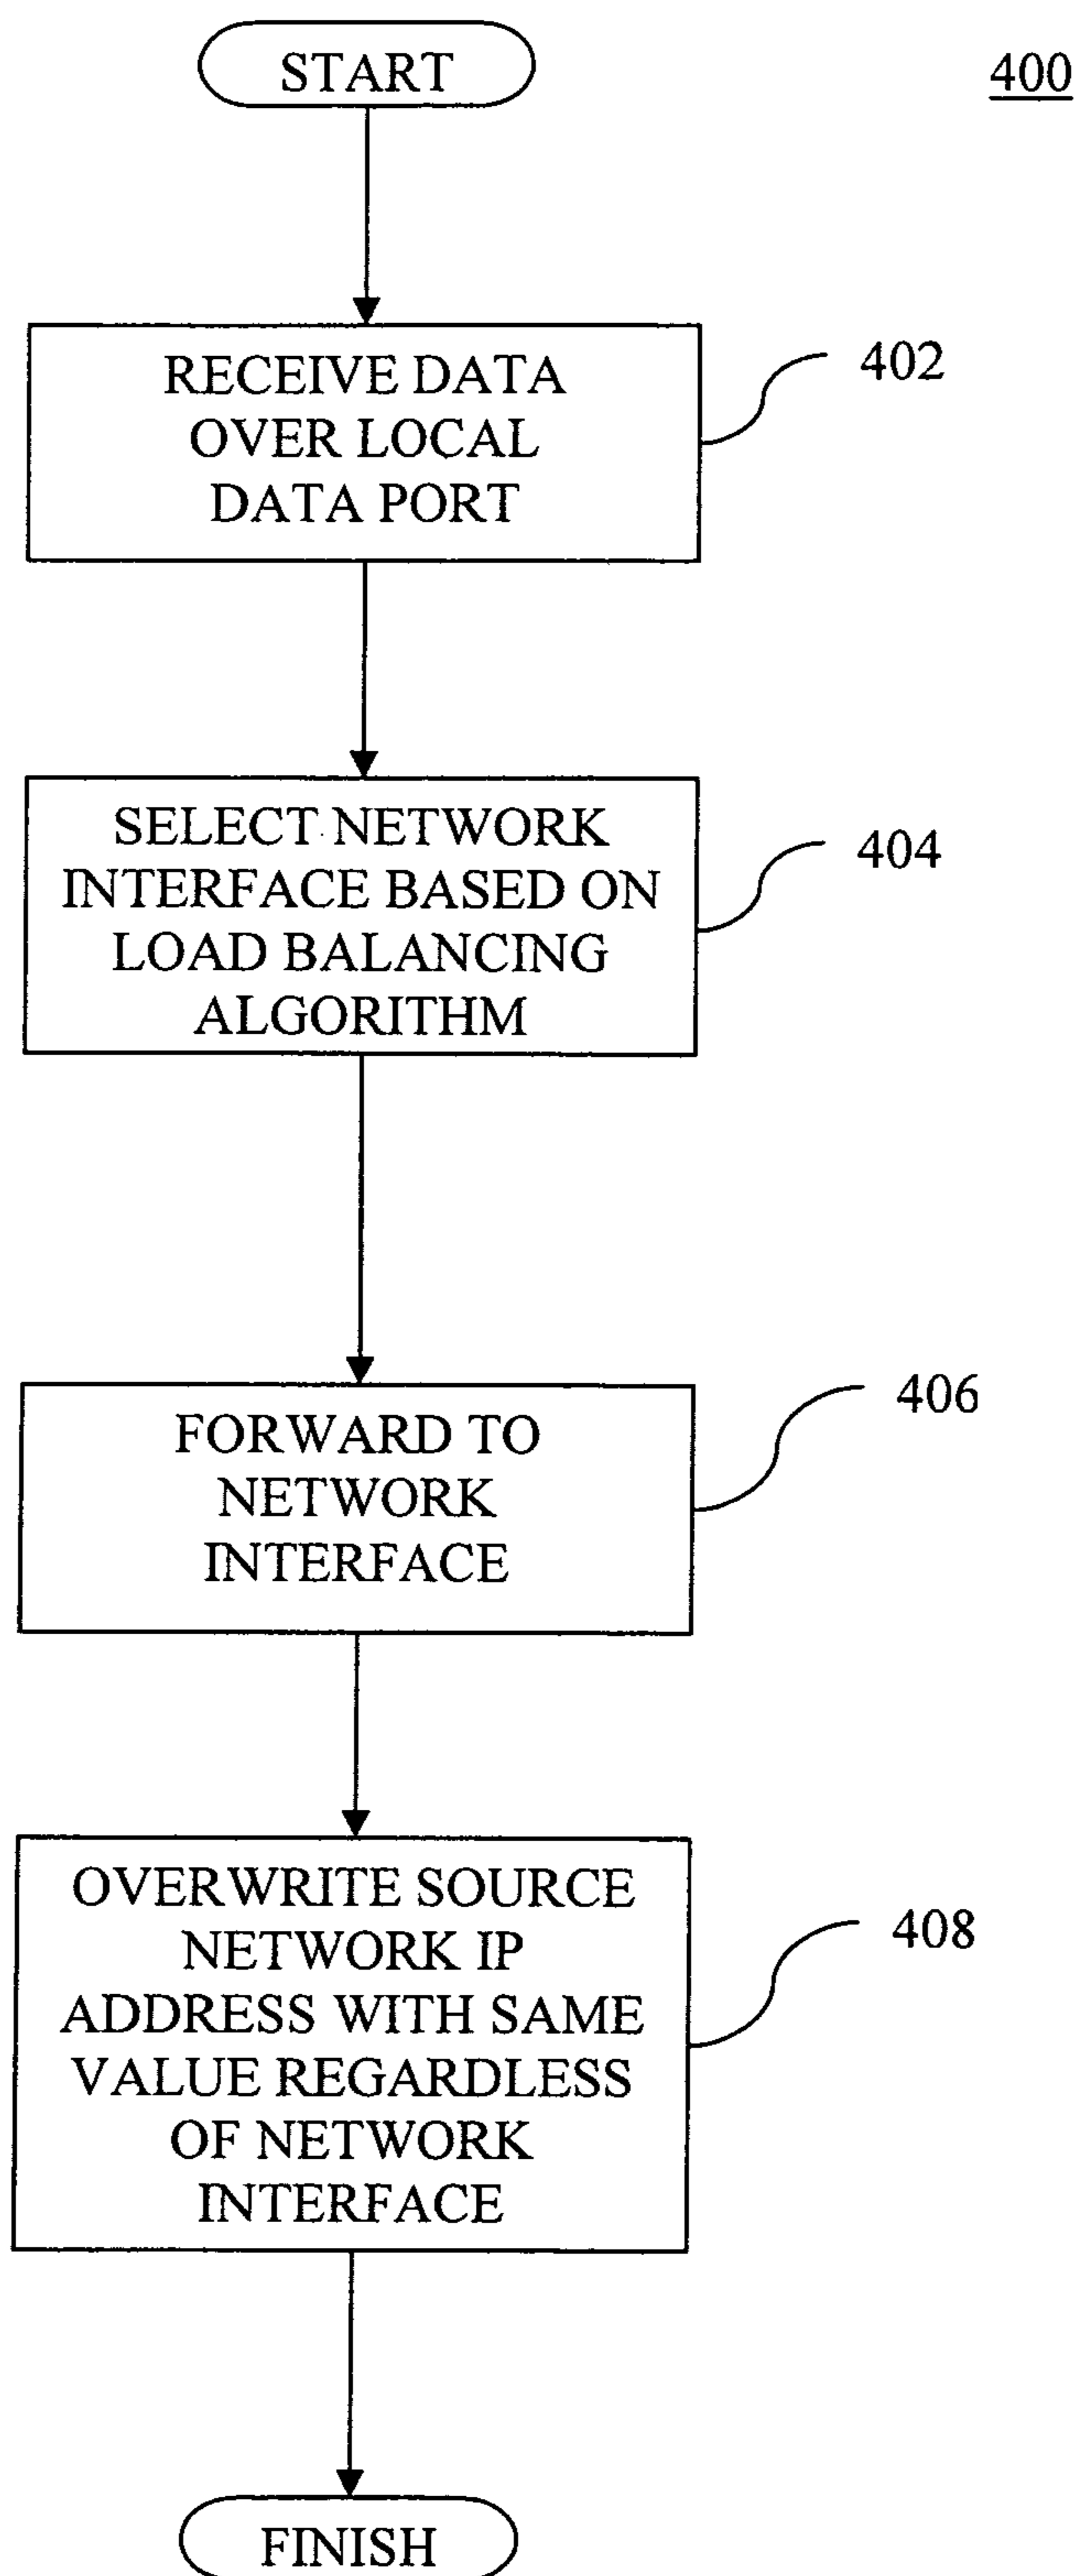 START
400
RECEIVE DATA
OVER LOCAL
DATA PORT
402
SELECT NETWORK
INTERFACE BASED ON
LOAD BALANCING
ALGORITHM
404
FORWARD TO
NETWORK
INTERFACE
406
OVERWRITE SOURCE
NETWORK IP
ADDRESS WITH SAME
VALUE REGARDLESS
OF NETWORK
INTERFACE
408
FINISH